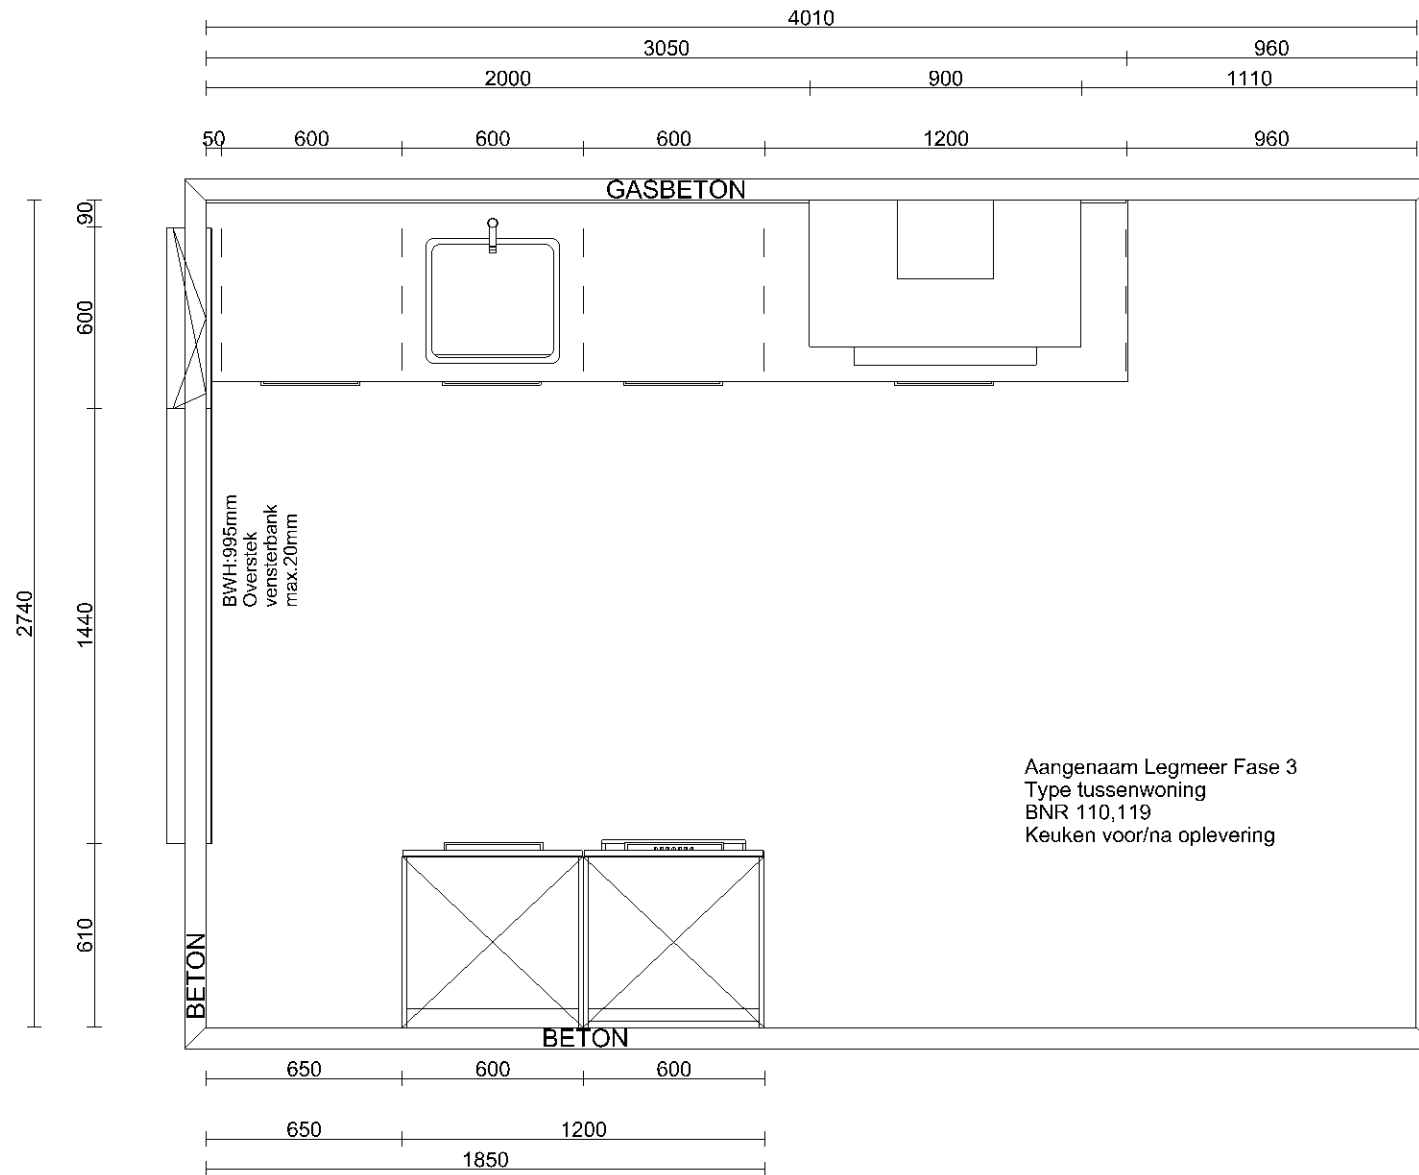 4010
3050 960
2000 900 1110
50 600 600 600 1200 960
GASBETON
90
600
1440
610
2740
BWH:995mm
Overstek
vensterbank
max.20mm
Aangenaam Legmeer Fase 3
Type tussenwoning
BNR 110,119
Keuken voor/na oplevering
BETON
BETON
650 600 600
650 1200
1850